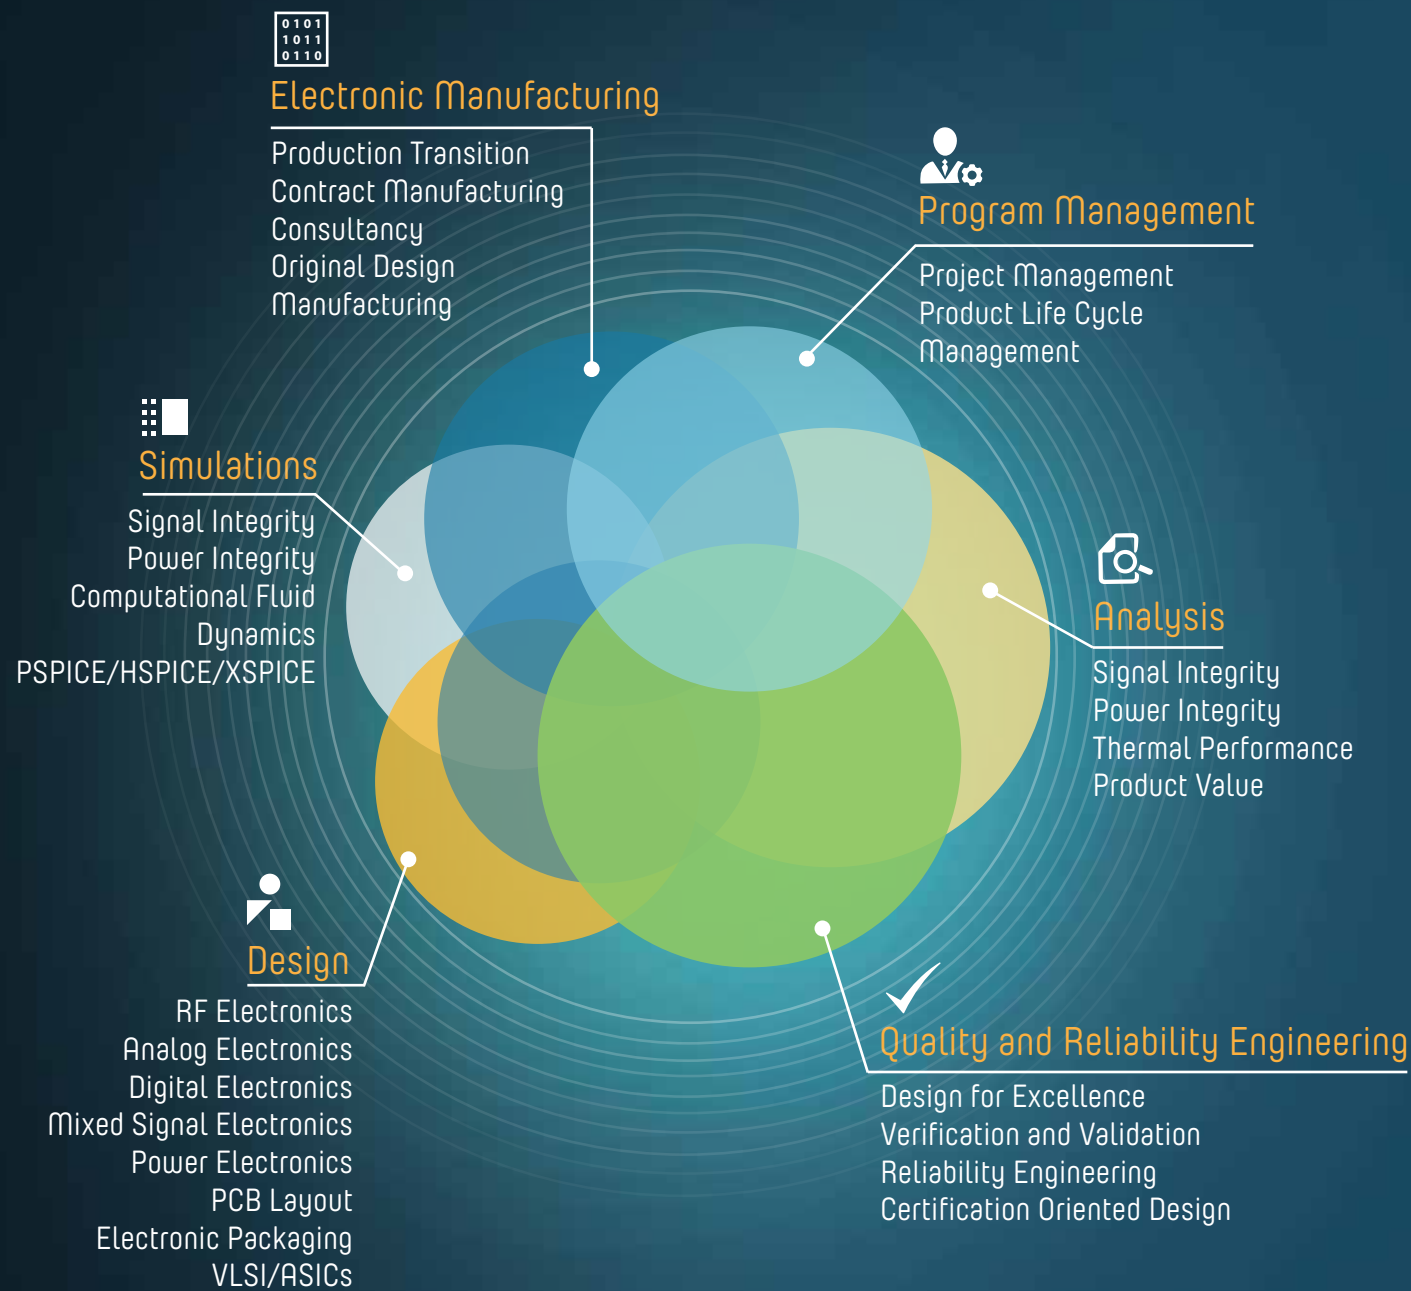 0101
1011
0110
Electronic Manufacturing
Production Transition
Contract Manufacturing
Consultancy
Original Design
Manufacturing
Program Management
Project Management
Product Life Cycle
Management
Simulations
Signal Integrity
Power Integrity
Computational Fluid
Dynamics
PSPICE/HSPICE/XSPICE
Analysis
Signal Integrity
Power Integrity
Thermal Performance
Product Value
Design
RF Electronics
Analog Electronics
Digital Electronics
Mixed Signal Electronics
Power Electronics
PCB Layout
Electronic Packaging
VLSI/ASICs
Quality and Reliability Engineering
Design for Excellence
Verification and Validation
Reliability Engineering
Certification Oriented Design